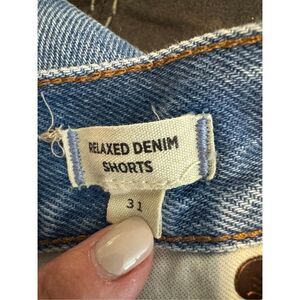 RELAXED DENIM
SHORTS
31